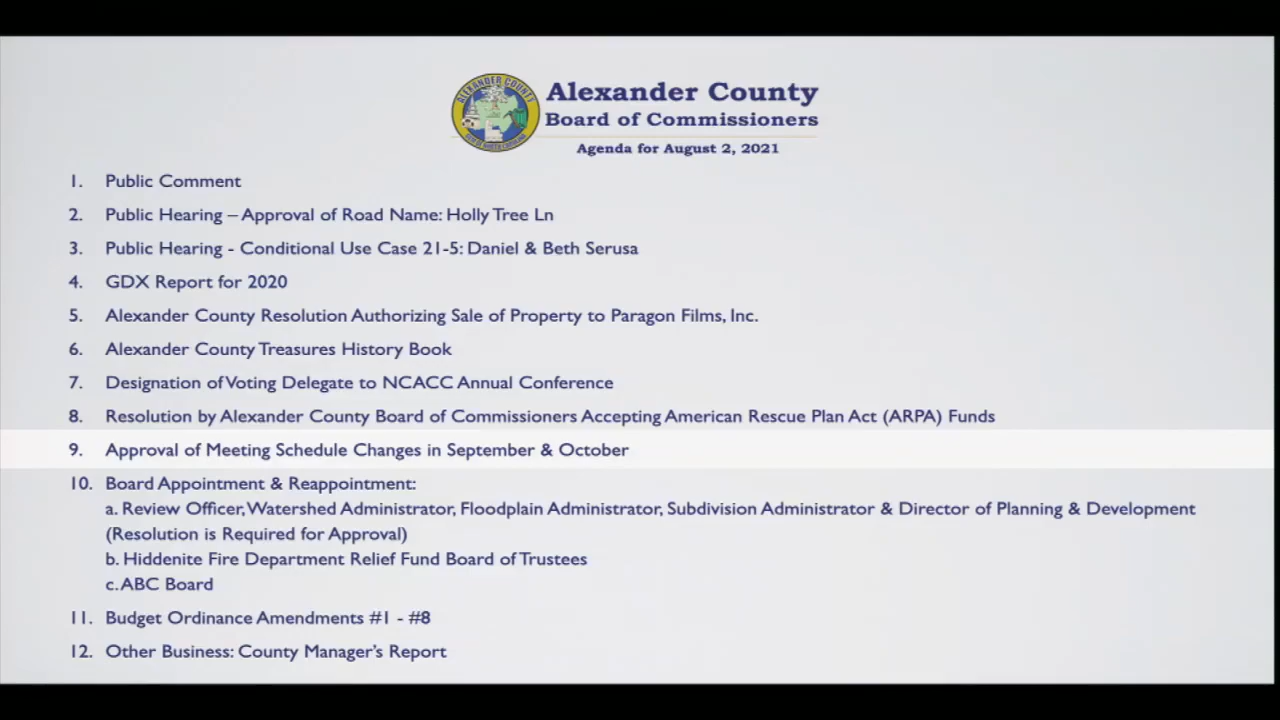 ALEXANDER COUNTY
Alexander County
Board of Commissioners
Agenda for August 2, 2021
1. Public Comment
2. Public Hearing – Approval of Road Name: Holly Tree Ln
3. Public Hearing - Conditional Use Case 21-5: Daniel & Beth Serusa
4. GDX Report for 2020
5. Alexander County Resolution Authorizing Sale of Property to Paragon Films, Inc.
6. Alexander County Treasures History Book
7. Designation of Voting Delegate to NCACC Annual Conference
8. Resolution by Alexander County Board of Commissioners Accepting American Rescue Plan Act (ARPA) Funds
9. Approval of Meeting Schedule Changes in September & October
10. Board Appointment & Reappointment:
a. Review Officer, Watershed Administrator, Floodplain Administrator, Subdivision Administrator & Director of Planning & Development
(Resolution is Required for Approval)
b. Hiddenite Fire Department Relief Fund Board of Trustees
c. ABC Board
11. Budget Ordinance Amendments #1 - #8
12. Other Business: County Manager's Report